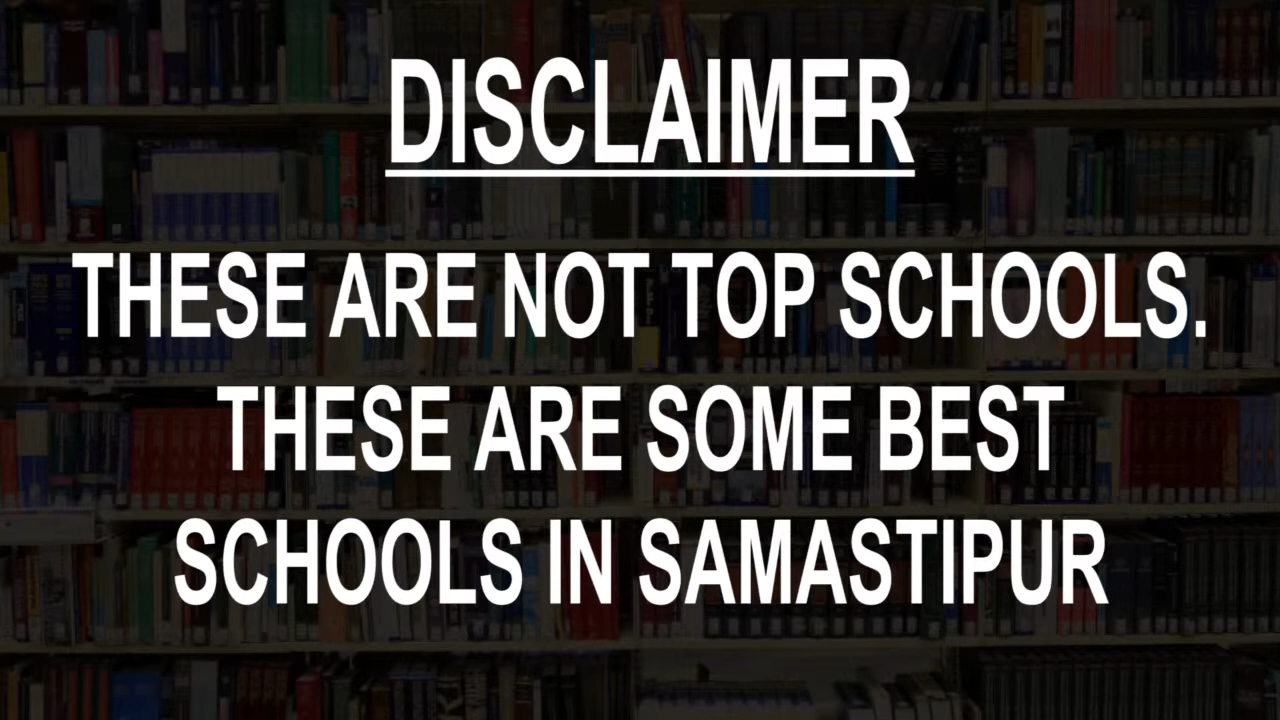 DISCLAIMER
THESE ARE NOT TOP SCHOOLS.
THESE ARE SOME BEST
SCHOOLS IN SAMASTIPUR